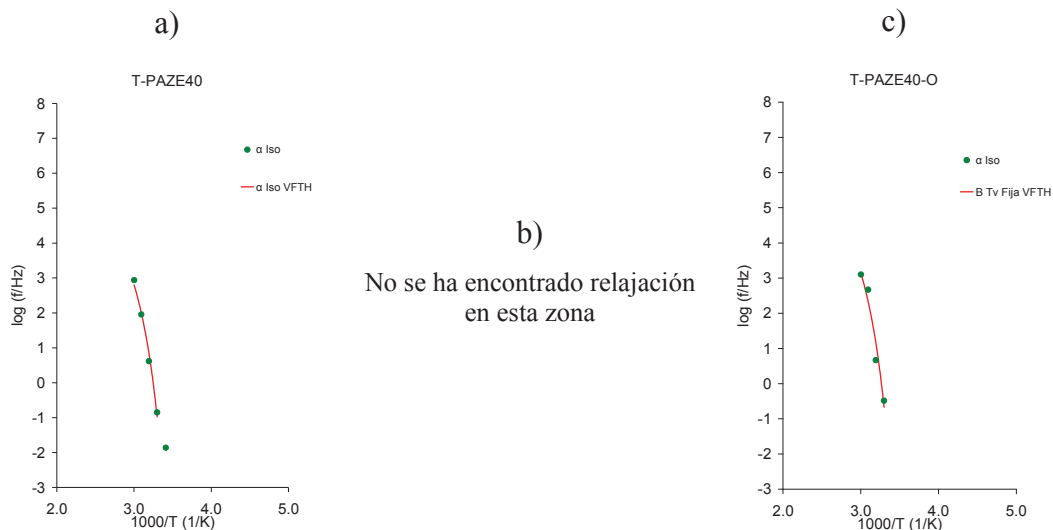 a)
T-PAZE40
8
7
6
5
4
3
2
1
0
-1
-2
-3
log (f/Hz)
2.0 3.0 4.0 5.0
1000/T (1/K)
α Iso
α Iso VFTH
b)
No se ha encontrado relajación
en esta zona
c)
T-PAZE40-O
8
7
6
5
4
3
2
1
0
-1
-2
-3
log (f/Hz)
2.0 3.0 4.0 5.0
1000/T (1/K)
α Iso
B Tv Fija VFTH